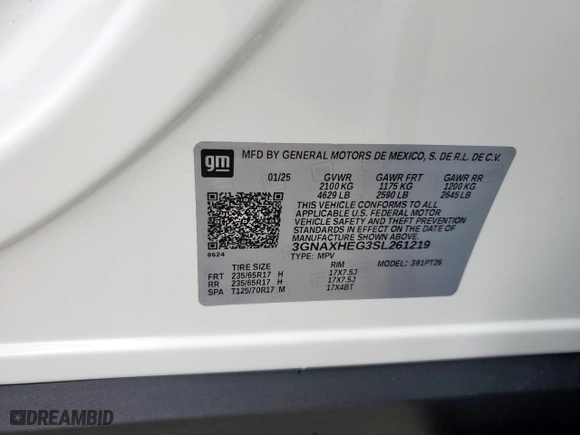 gm
MFD BY GENERAL MOTORS DE MEXICO, S. DE R.L. DE C.V.
01/25 GVWR GAWR FRT GAWR RR
2100 KG 1175 KG 1200 KG
4629 LB 2590 LB 2645 LB
THIS VEHICLE CONFORMS TO ALL
APPLICABLE U.S. FEDERAL MOTOR
VEHICLE SAFETY AND THEFT PREVENTION
STANDARDS IN EFFECT ON THE DATE OF
MANUFACTURE SHOWN ABOVE.
3GNAXHEG3SL261219
8624
TYPE: MPV MODEL: 391PT26
TIRE SIZE RIM
FRT 235/65R17 H 17X7.5J
RR 235/65R17 H 17X7.5J
SPA T125/70R17 M 17X4BT
DREAMBID